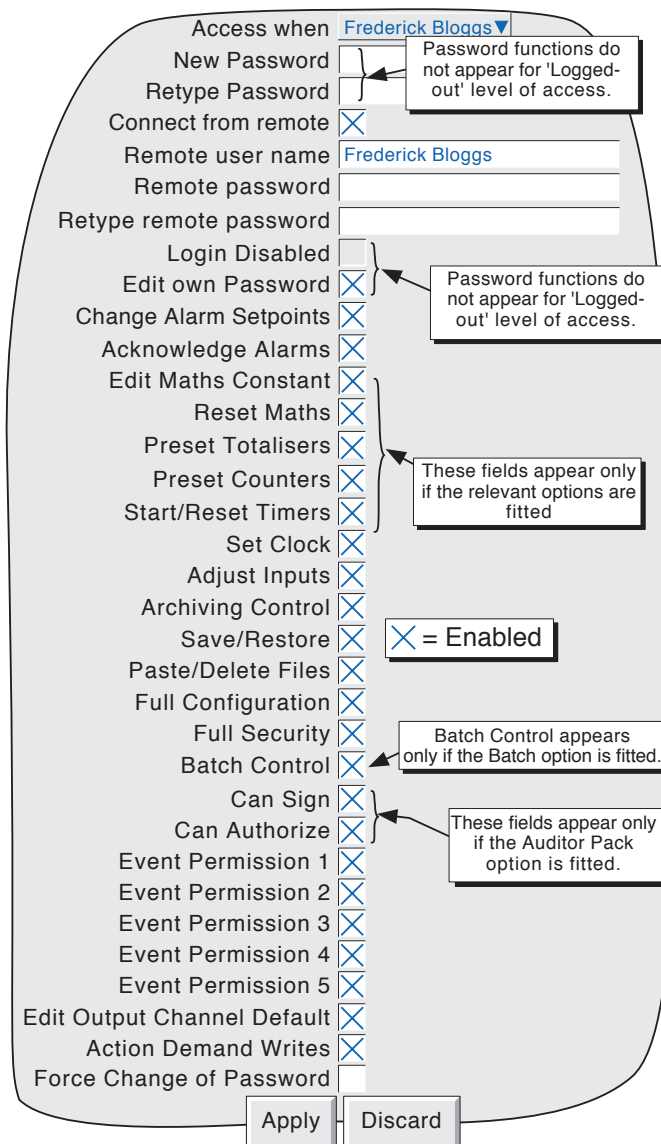 Access when Frederick Bloggs
New Password
Retype Password
Password functions do
not appear for 'Logged-
out' level of access.
Connect from remote
Remote user name Frederick Bloggs
Remote password
Retype remote password
Login Disabled
Edit own Password
Password functions do
not appear for 'Logged-
out' level of access.
Change Alarm Setpoints
Acknowledge Alarms
Edit Maths Constant
Reset Maths
Preset Totalisers
Preset Counters
Start/Reset Timers
These fields appear only
if the relevant options are
fitted
Set Clock
Adjust Inputs
Archiving Control
Save/Restore
= Enabled
Paste/Delete Files
Full Configuration
Full Security
Batch Control
Batch Control appears
only if the Batch option is fitted.
Can Sign
Can Authorize
These fields appear only
if the Auditor Pack
option is fitted.
Event Permission 1
Event Permission 2
Event Permission 3
Event Permission 4
Event Permission 5
Edit Output Channel Default
Action Demand Writes
Force Change of Password
Apply Discard